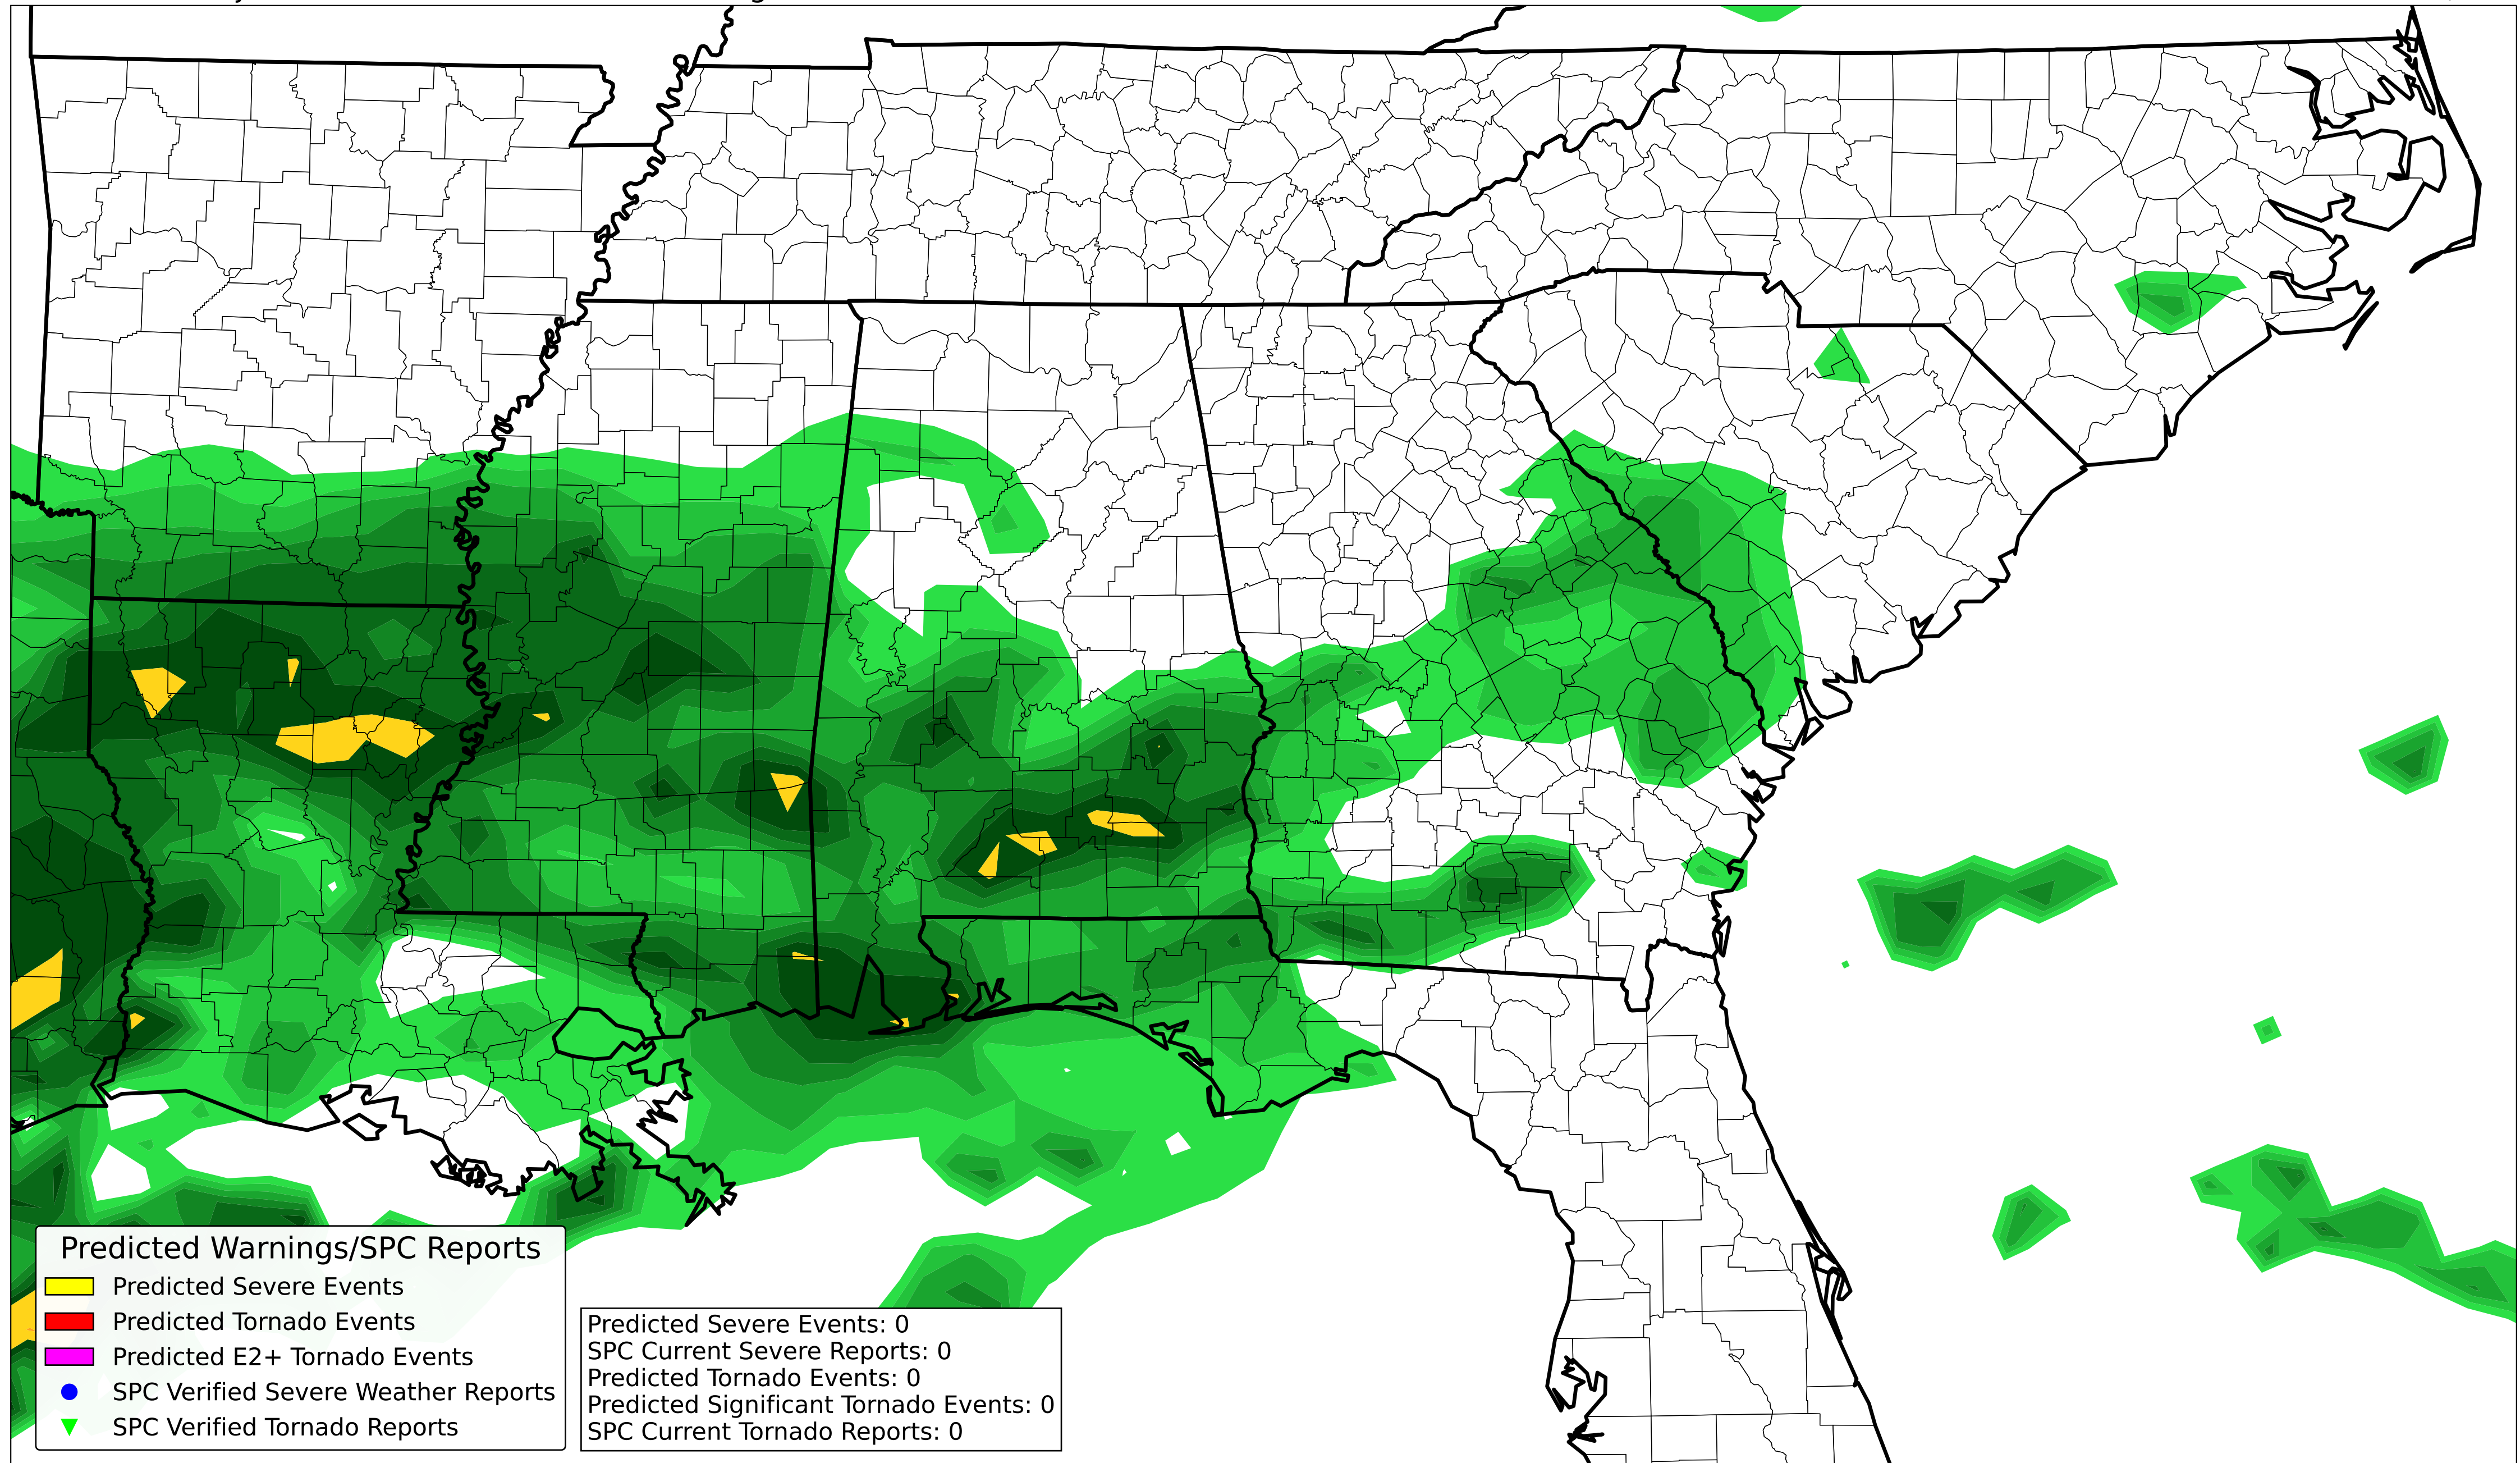 Predicted Warnings/SPC Reports
Predicted Severe Events
Predicted Tornado Events
Predicted E2+ Tornado Events
SPC Verified Severe Weather Reports
SPC Verified Tornado Reports
Predicted Severe Events: 0
SPC Current Severe Reports: 0
Predicted Tornado Events: 0
Predicted Significant Tornado Events: 0
SPC Current Tornado Reports: 0